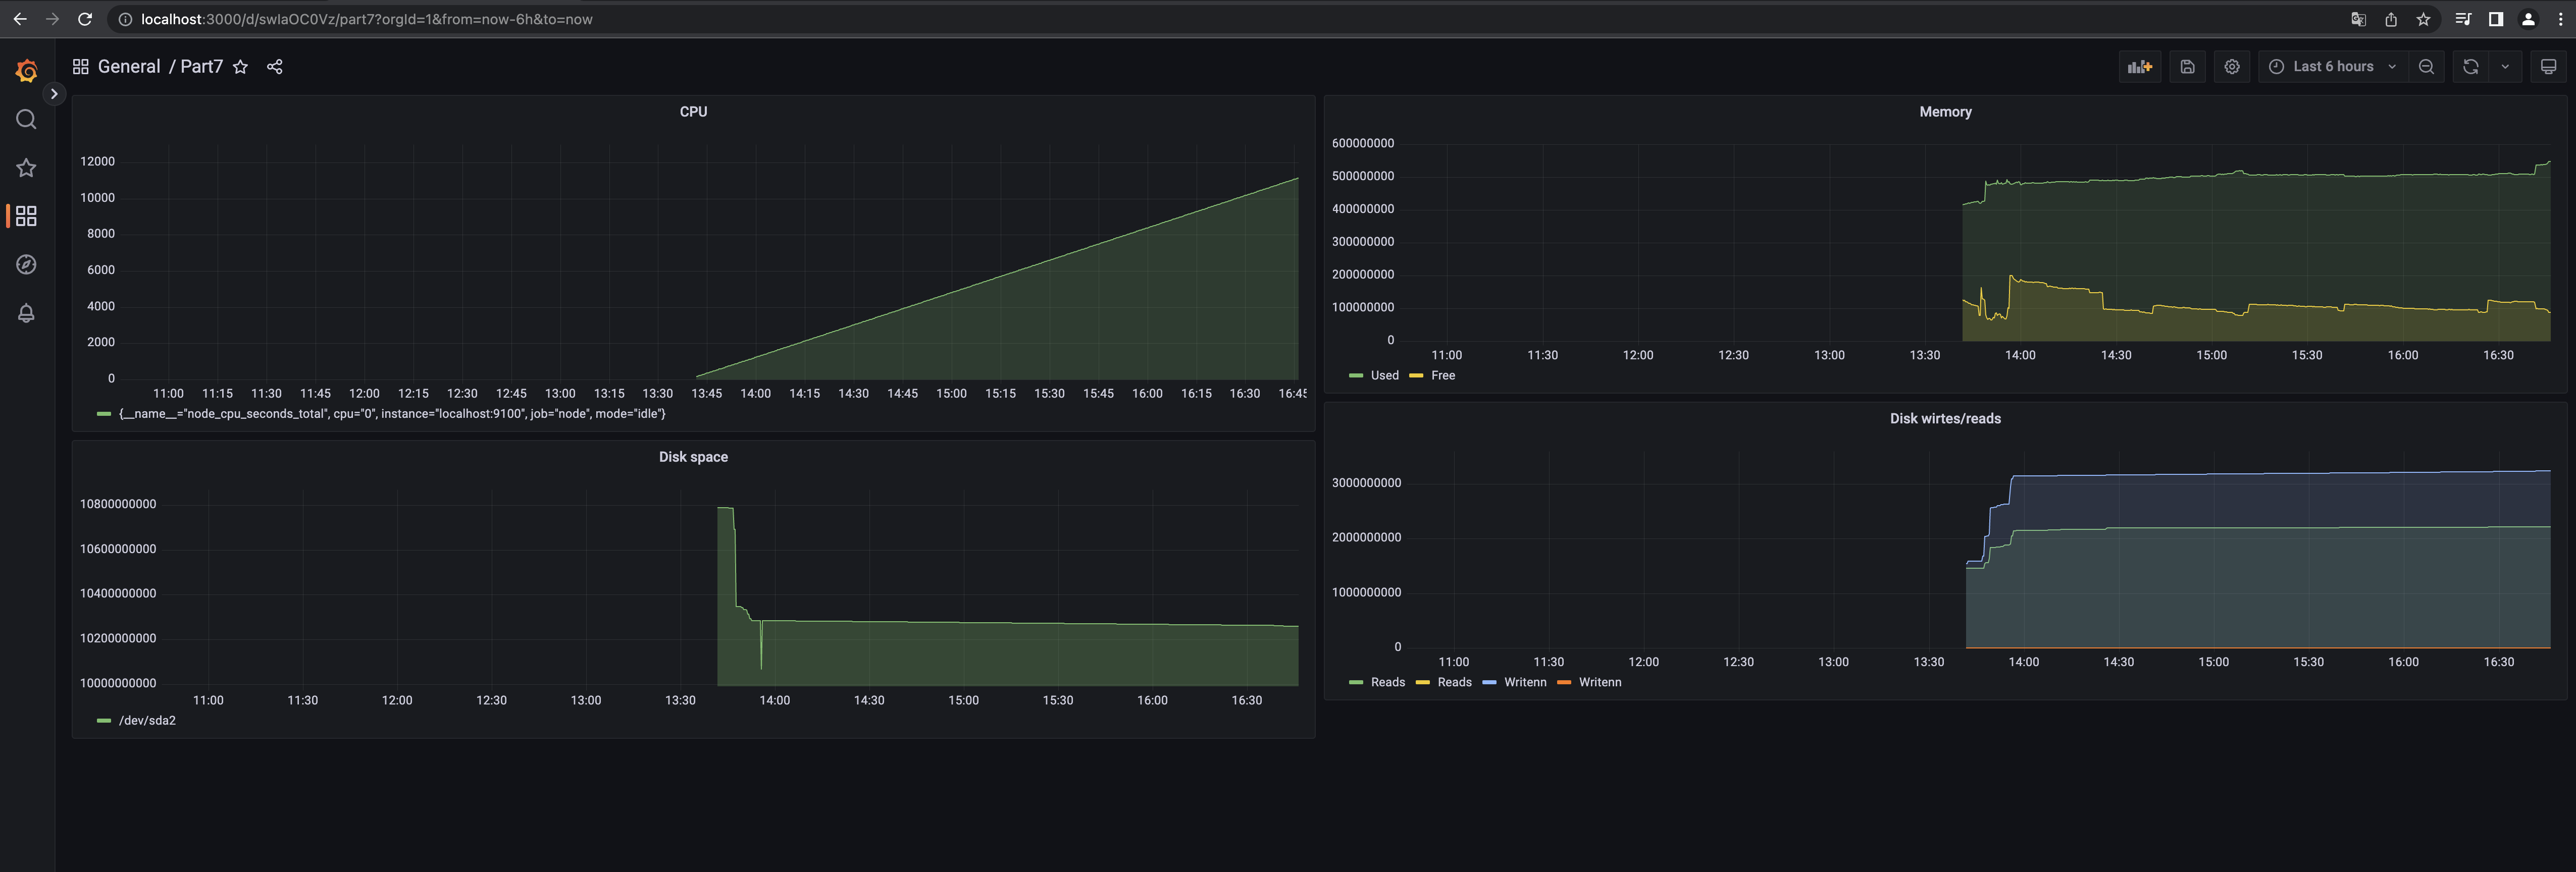 localhost:3000/d/swIaOC0Vz/part7?orgId=1&from=now-6h&to=now
General / Part7
Last 6 hours
CPU
12000
10000
8000
6000
4000
2000
0
11:00 11:15 11:30 11:45 12:00 12:15 12:30 12:45 13:00 13:15 13:30 13:45 14:00 14:15 14:30 14:45 15:00 15:15 15:30 15:45 16:00 16:15 16:30 16:45
{__name__="node_cpu_seconds_total", cpu="0", instance="localhost:9100", job="node", mode="idle"}
Memory
600000000
500000000
400000000
300000000
200000000
100000000
0
11:00 11:30 12:00 12:30 13:00 13:30 14:00 14:30 15:00 15:30 16:00 16:30
Used Free
Disk space
10800000000
10600000000
10400000000
10200000000
10000000000
11:00 11:30 12:00 12:30 13:00 13:30 14:00 14:30 15:00 15:30 16:00 16:30
/dev/sda2
Disk wirtes/reads
3000000000
2000000000
1000000000
0
11:00 11:30 12:00 12:30 13:00 13:30 14:00 14:30 15:00 15:30 16:00 16:30
Reads Reads Writenn Writenn